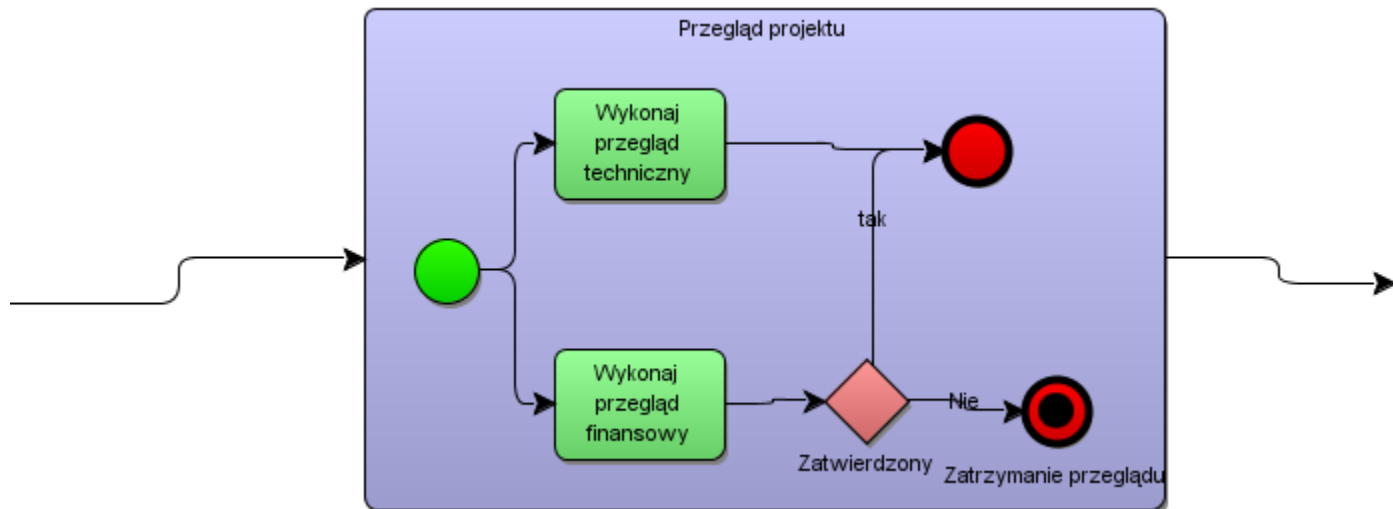 Przegląd projektu
Wykonaj
przegląd
techniczny
tak
Wykonaj
przegląd
finansowy
Nie
Zatwierdzony
Zatrzymanie przeglądu